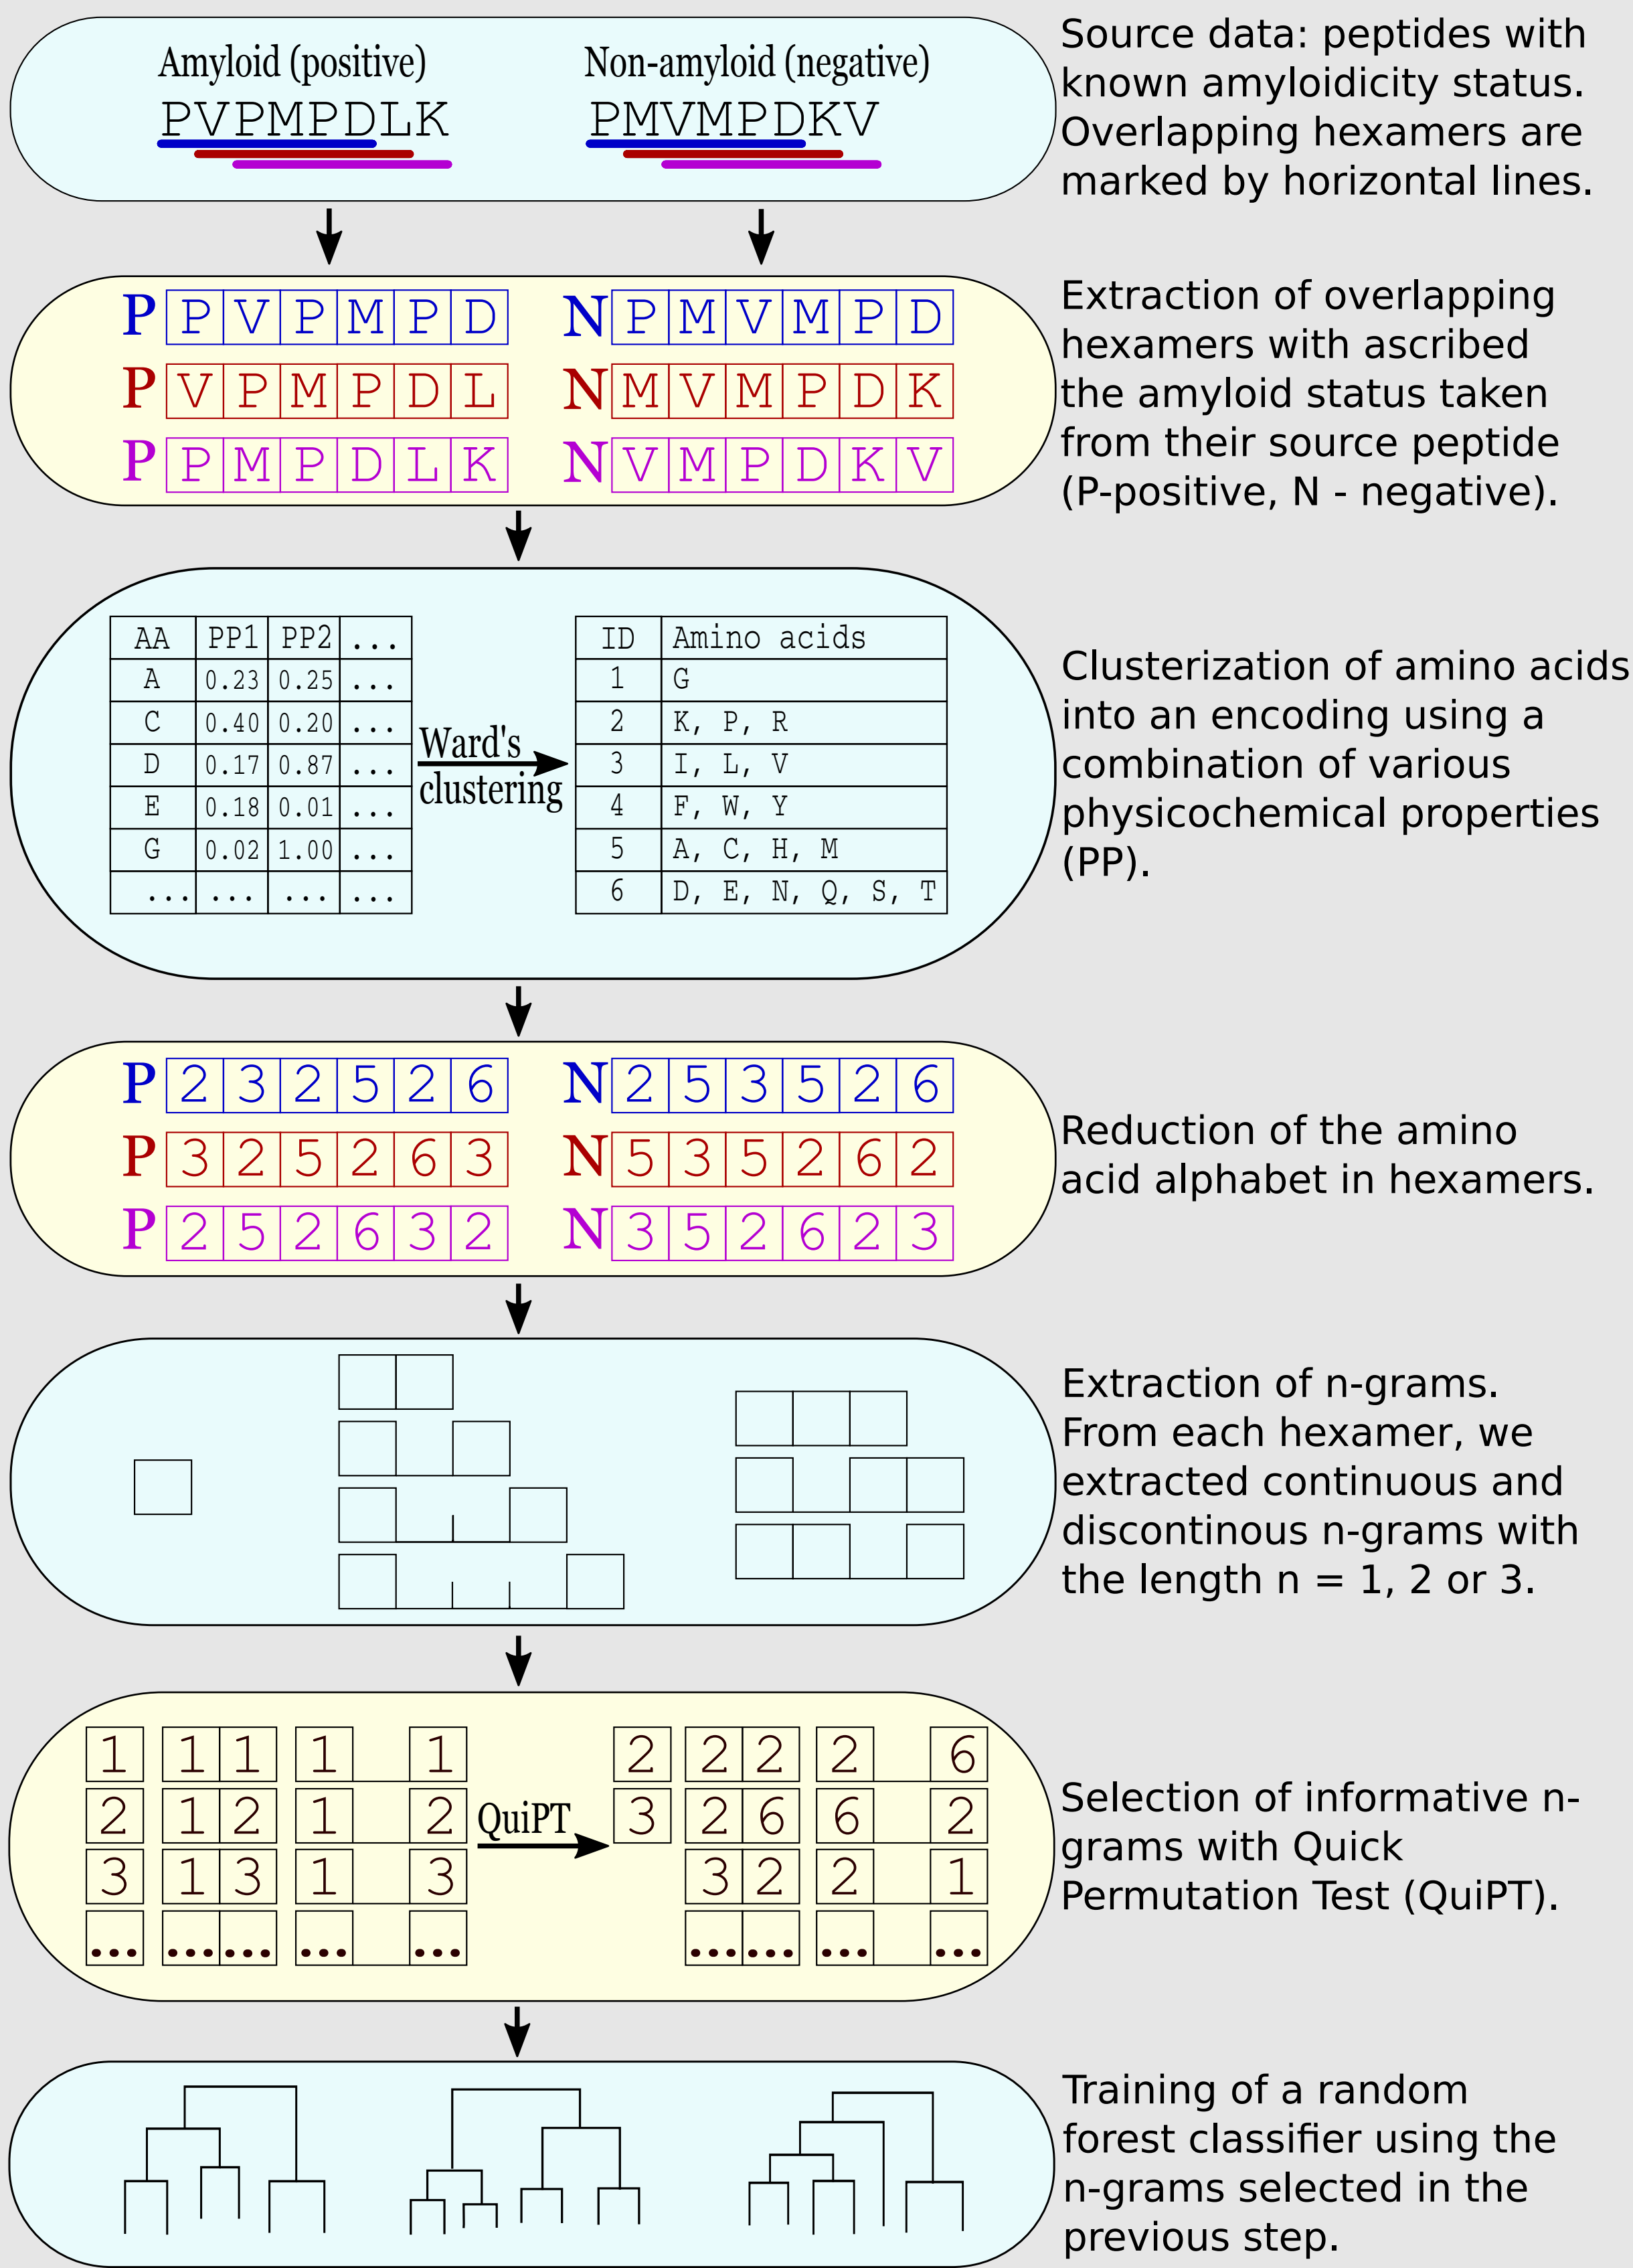 Amyloid (positive) Non-amyloid (negative)
PVPMPDLK PMVMPDKV
Source data: peptides with
known amyloidicity status.
Overlapping hexamers are
marked by horizontal lines.
P P V P M P D N P M V M P D
P V P M P D L N M V M P D K
P P M P D L K N V M P D K V
Extraction of overlapping
hexamers with ascribed
the amyloid status taken
from their source peptide
(P-positive, N - negative).
AA PP1 PP2 ...
A 0.23 0.25 ...
C 0.40 0.20 ...
D 0.17 0.87 ...
E 0.18 0.01 ...
G 0.02 1.00 ...
... ... ... ...
Ward's
clustering
ID Amino acids
1 G
2 K, P, R
3 I, L, V
4 F, W, Y
5 A, C, H, M
6 D, E, N, Q, S, T
Clusterization of amino acids
into an encoding using a
combination of various
physicochemical properties
(PP).
P 2 3 2 5 2 6 N 2 5 3 5 2 6
P 3 2 5 2 6 3 N 5 3 5 2 6 2
P 2 5 2 6 3 2 N 3 5 2 6 2 3
Reduction of the amino
acid alphabet in hexamers.
Extraction of n-grams.
From each hexamer, we
extracted continuous and
discontinous n-grams with
the length n = 1, 2 or 3.
1 1 1 1 1
2 1 2 1 2
3 1 3 1 3
... ... ... ... ...
QuiPT
2 2 2 2 6
3 2 6 6 2
3 2 2 1
... ... ... ...
Selection of informative n-
grams with Quick
Permutation Test (QuiPT).
Training of a random
forest classifier using the
n-grams selected in the
previous step.